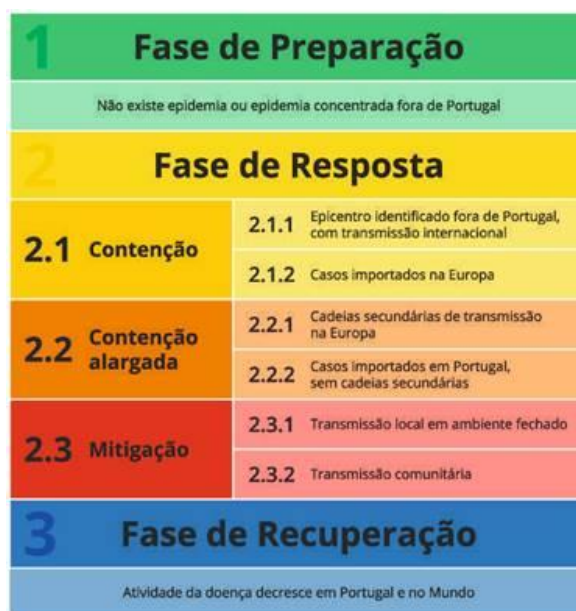 1 Fase de Preparação
Não existe epidemia ou epidemia concentrada fora de Portugal
2 Fase de Resposta
2.1 Contenção
2.1.1 Epicentro identificado fora de Portugal,
com transmissão internacional
2.1.2 Casos importados na Europa
2.2 Contenção
alargada
2.2.1 Cadeias secundárias de transmissão
na Europa
2.2.2 Casos importados em Portugal,
sem cadeias secundárias
2.3 Mitigação
2.3.1 Transmissão local em ambiente fechado
2.3.2 Transmissão comunitária
3 Fase de Recuperação
Atividade da doença decresce em Portugal e no Mundo